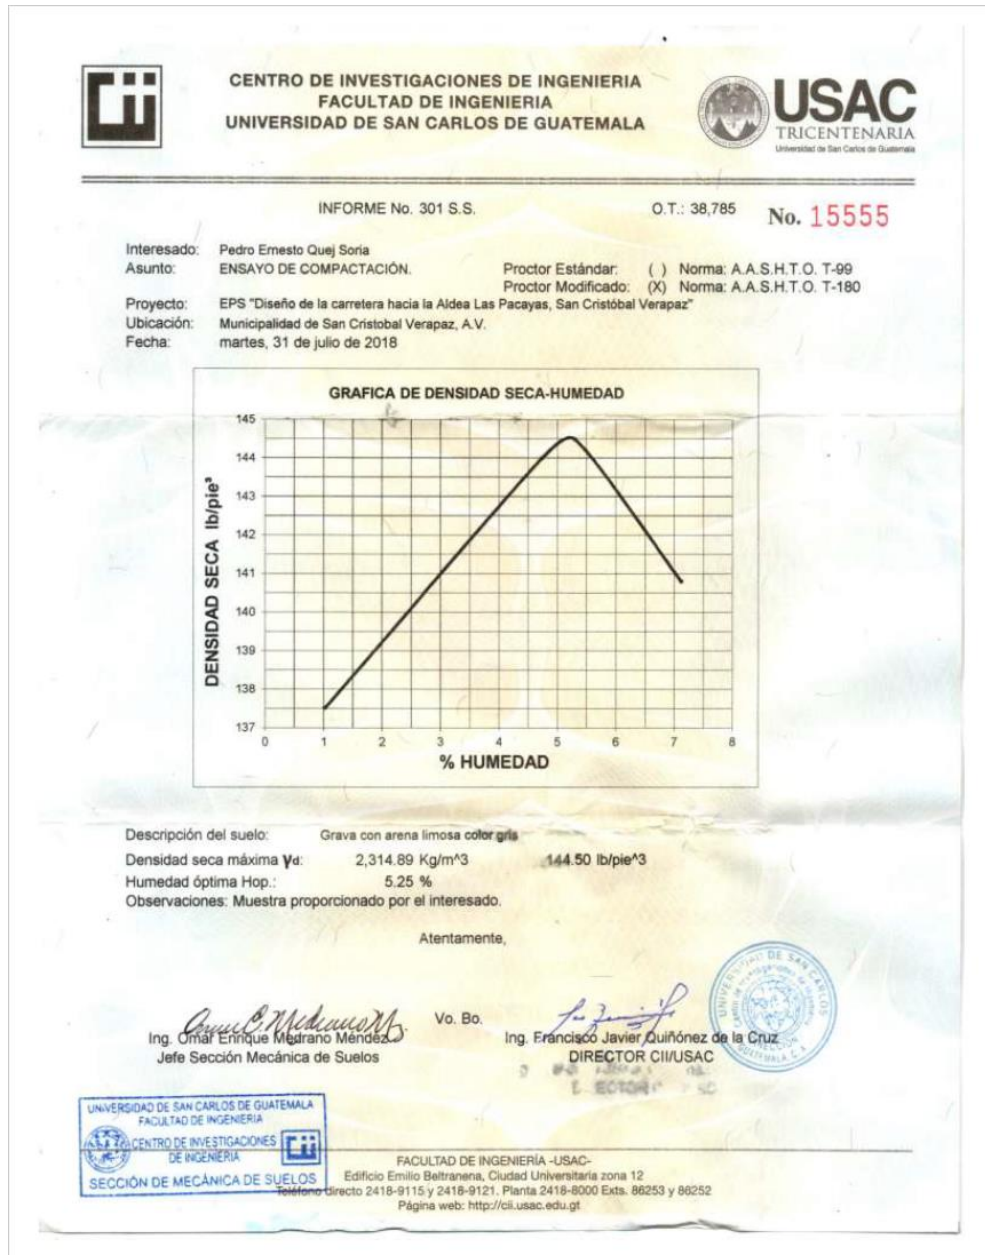 CENTRO DE INVESTIGACIONES DE INGENIERIA
FACULTAD DE INGENIERIA
UNIVERSIDAD DE SAN CARLOS DE GUATEMALA
USAC
TRICENTENARIA
Universidad de San Carlos de Guatemala
INFORME No. 301 S.S. O.T.: 38,785 No. 15555
Interesado: Pedro Ernesto Quej Soria
Asunto: ENSAYO DE COMPACTACIÓN. Proctor Estándar: ( ) Norma: A.A.S.H.T.O. T-99
Proctor Modificado: (X) Norma: A.A.S.H.T.O. T-180
Proyecto: EPS "Diseño de la carretera hacia la Aldea Las Pacayas, San Cristóbal Verapaz"
Ubicación: Municipalidad de San Cristobal Verapaz, A.V.
Fecha: martes, 31 de julio de 2018
GRAFICA DE DENSIDAD SECA-HUMEDAD
DENSIDAD SECA lb/pie³
145
144
143
142
141
140
139
138
137
0 1 2 3 4 5 6 7 8
% HUMEDAD
Descripción del suelo: Grava con arena limosa color gris
Densidad seca máxima γd: 2,314.89 Kg/m^3 144.50 lb/pie^3
Humedad óptima Hop.: 5.25 %
Observaciones: Muestra proporcionado por el interesado.
Atentamente,
Vo. Bo.
Ing. Omar Enrique Medrano Méndez Ing. Francisco Javier Quiñónez de la Cruz
Jefe Sección Mecánica de Suelos DIRECTOR CII/USAC
UNIVERSIDAD DE SAN CARLOS
DIRECCION
GUATEMALA, C. A.
UNIVERSIDAD DE SAN CARLOS DE GUATEMALA
FACULTAD DE INGENIERIA
CENTRO DE INVESTIGACIONES
DE INGENIERIA
SECCIÓN DE MECÁNICA DE SUELOS
FACULTAD DE INGENIERÍA -USAC-
Edificio Emilio Beltranena, Ciudad Universitaria zona 12
Teléfono directo 2418-9115 y 2418-9121. Planta 2418-8000 Exts. 86253 y 86252
Página web: http://cii.usac.edu.gt